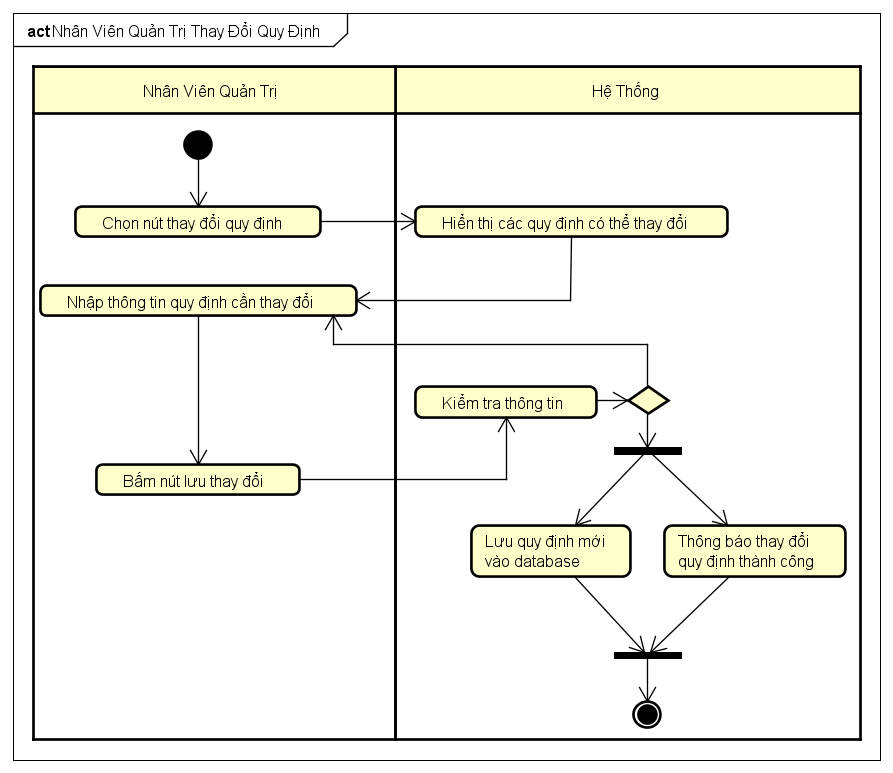 act Nhân Viên Quản Trị Thay Đổi Quy Định
Nhân Viên Quản Trị
Hệ Thống
Chọn nút thay đổi quy định
Hiển thị các quy định có thể thay đổi
Nhập thông tin quy định cần thay đổi
Kiểm tra thông tin
Bấm nút lưu thay đổi
Lưu quy định mới
vào database
Thông báo thay đổi
quy định thành công